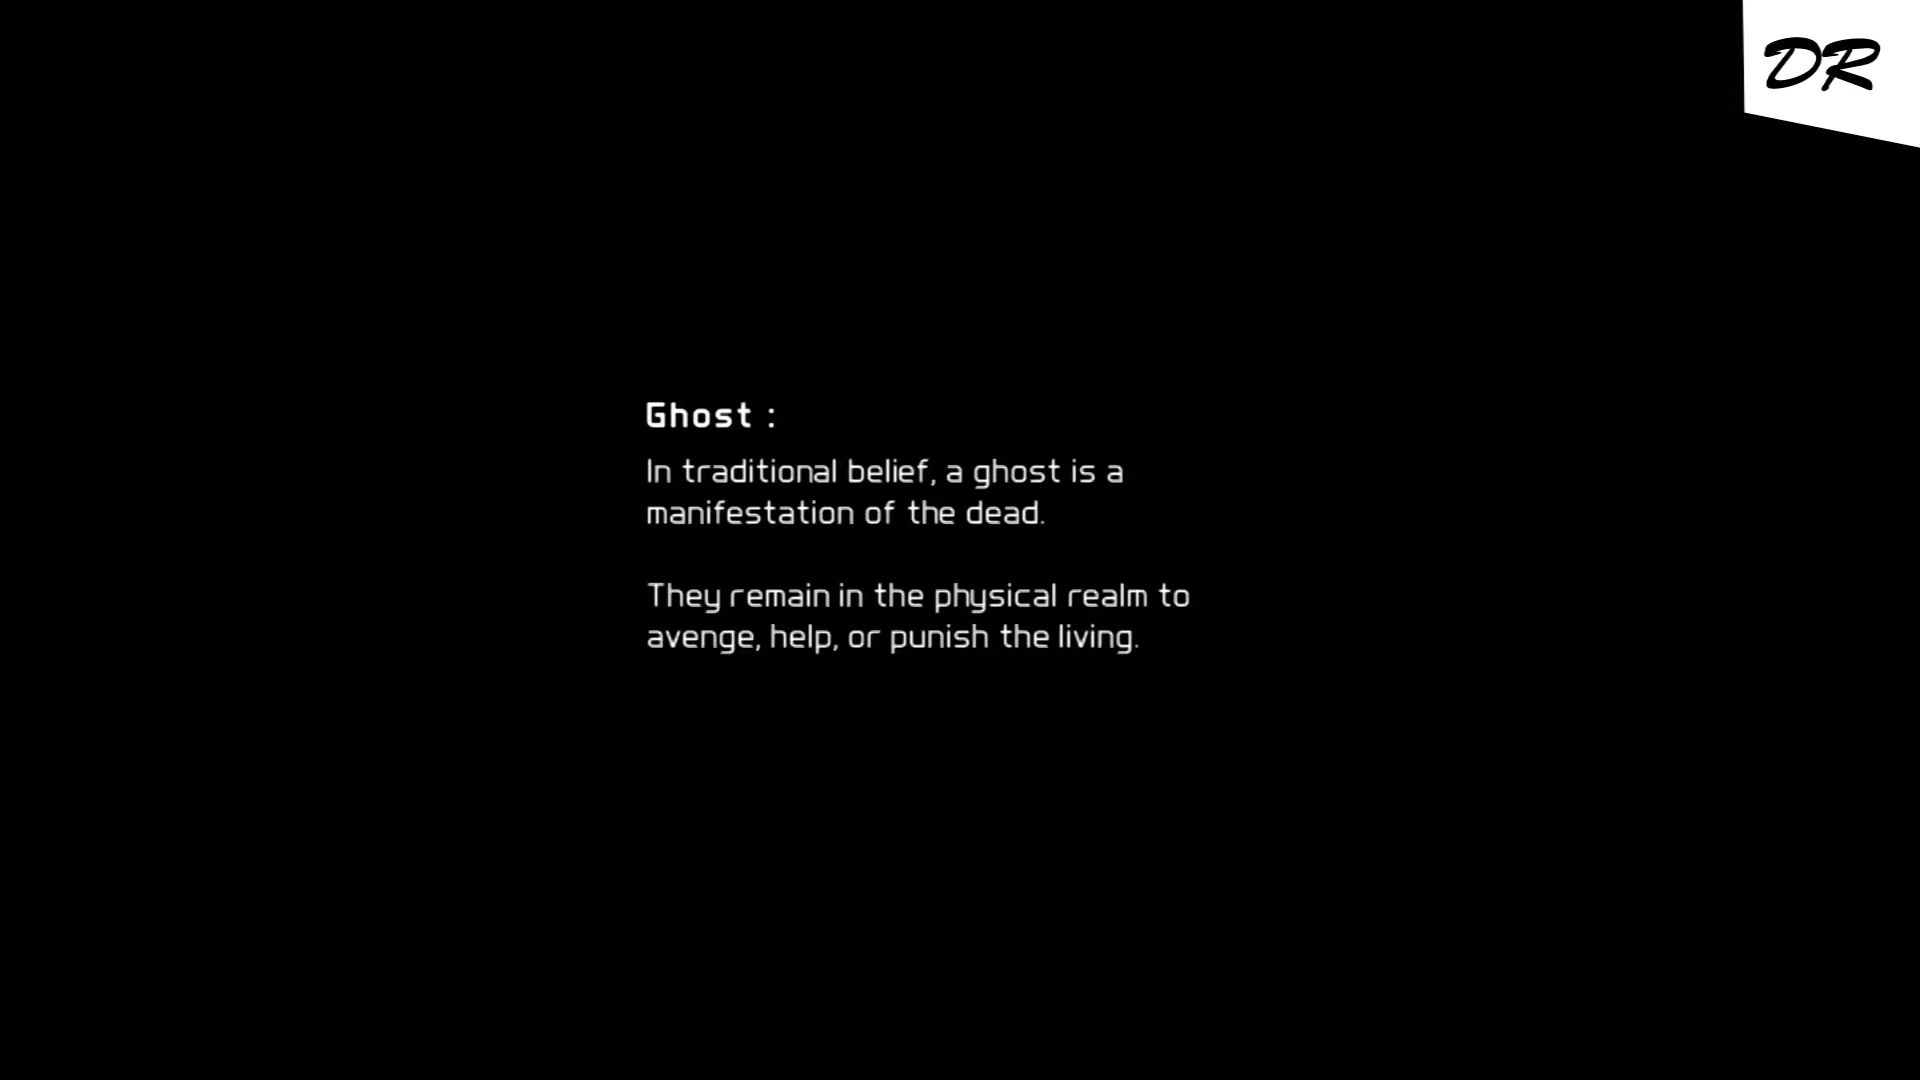 DR
Ghost :
In traditional belief, a ghost is a
manifestation of the dead.
They remain in the physical realm to
avenge, help, or punish the living.